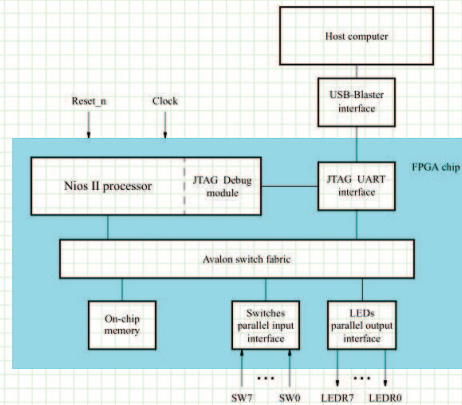 Host computer
USB-Blaster
interface
Reset_n
Clock
FPGA chip
Nios II processor
JTAG Debug
module
JTAG UART
interface
Avalon switch fabric
On-chip
memory
Switches
parallel input
interface
LEDs
parallel output
interface
SW7
SW0
LEDR7
LEDR0